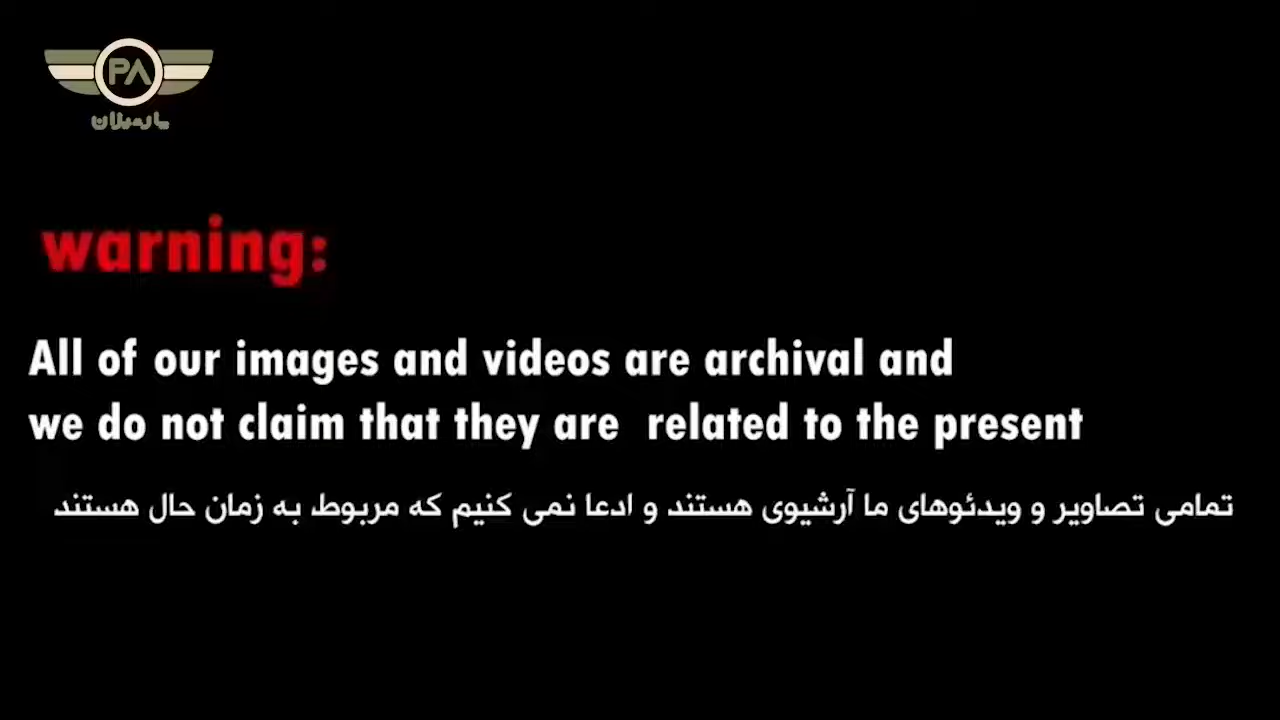 PA
warning:
All of our images and videos are archival and
we do not claim that they are related to the present
تمامی تصاویر و ویدئوهای ما آرشیوی هستند و ادعا نمی کنیم که مربوط به زمان حال هستند